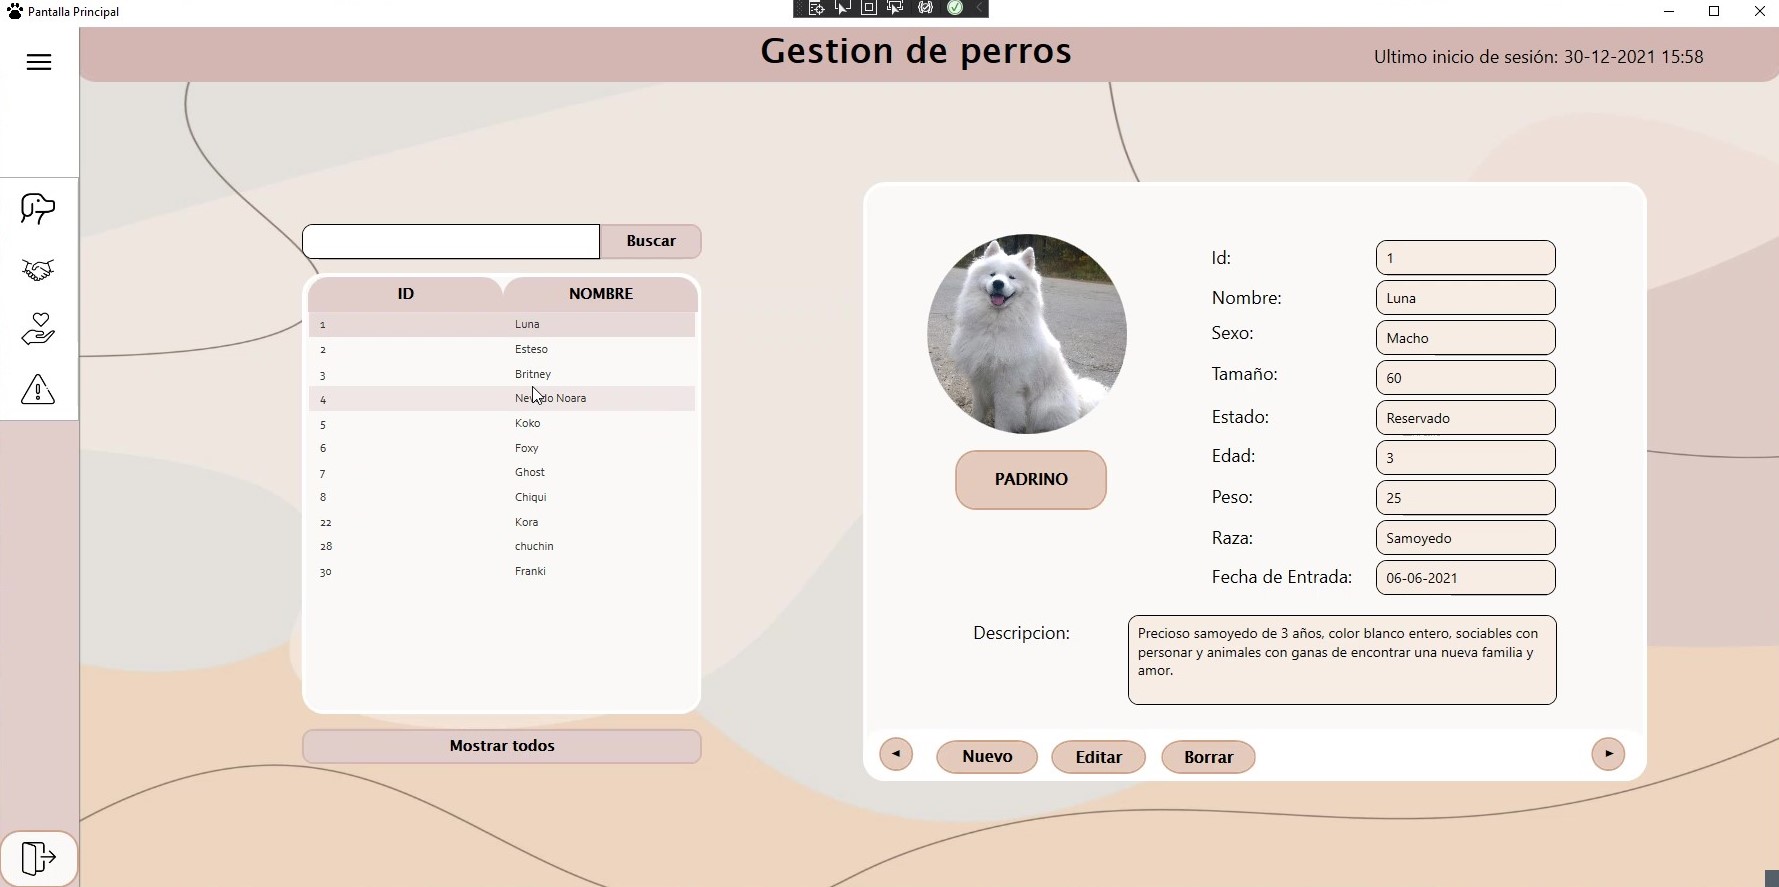 Pantalla Principal
Gestion de perros
Ultimo inicio de sesión: 30-12-2021 15:58
Buscar
ID NOMBRE
1 Luna
2 Esteso
3 Britney
4 Noara
5 Koko
6 Foxy
7 Ghost
8 Chiqui
22 Kora
28 chuchin
30 Franki
Mostrar todos
PADRINO
Id: 1
Nombre: Luna
Sexo: Macho
Tamaño: 60
Estado: Reservado
Edad: 3
Peso: 25
Raza: Samoyedo
Fecha de Entrada: 06-06-2021
Descripcion:
Precioso samoyedo de 3 años, color blanco entero, sociables con
personar y animales con ganas de encontrar una nueva familia y
amor.
Nuevo
Editar
Borrar